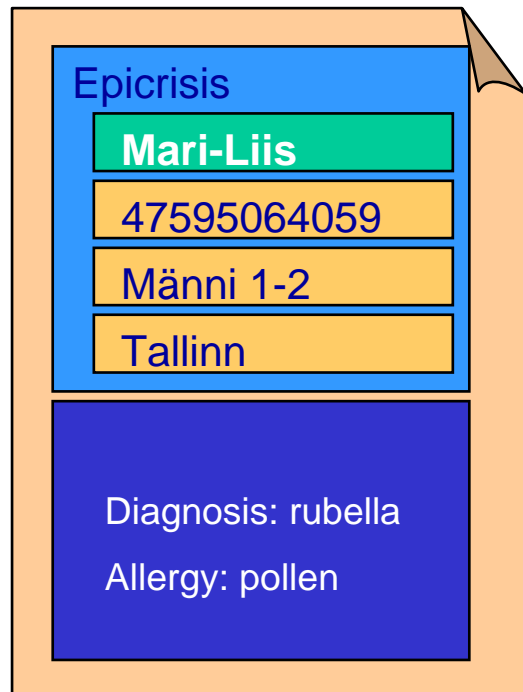 Epicrisis
Mari-Liis
47595064059
Männi 1-2
Tallinn
Diagnosis: rubella
Allergy: pollen